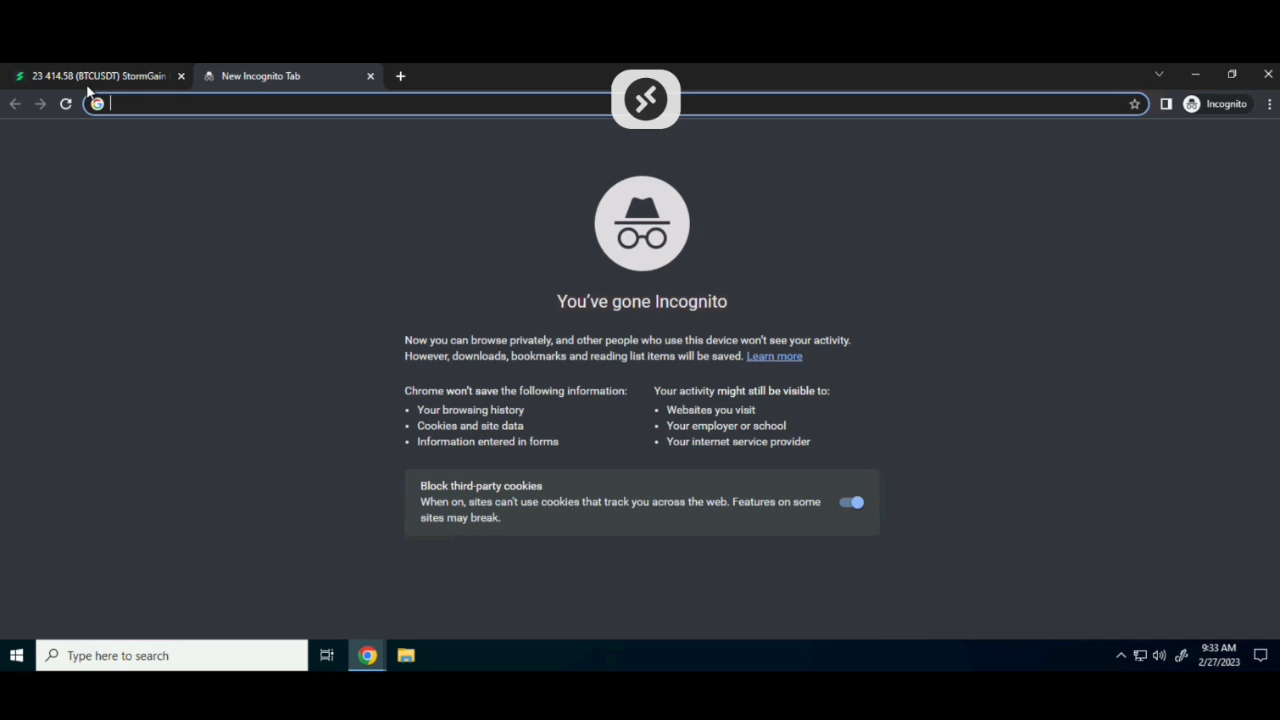 23 414.58 (BTCUSDT) StormGain
New Incognito Tab
Incognito
You've gone Incognito
Now you can browse privately, and other people who use this device won't see your activity.
However, downloads, bookmarks and reading list items will be saved. Learn more
Chrome won't save the following information:
• Your browsing history
• Cookies and site data
• Information entered in forms
Your activity might still be visible to:
• Websites you visit
• Your employer or school
• Your internet service provider
Block third-party cookies
When on, sites can't use cookies that track you across the web. Features on some
sites may break.
Type here to search
9:33 AM
2/27/2023